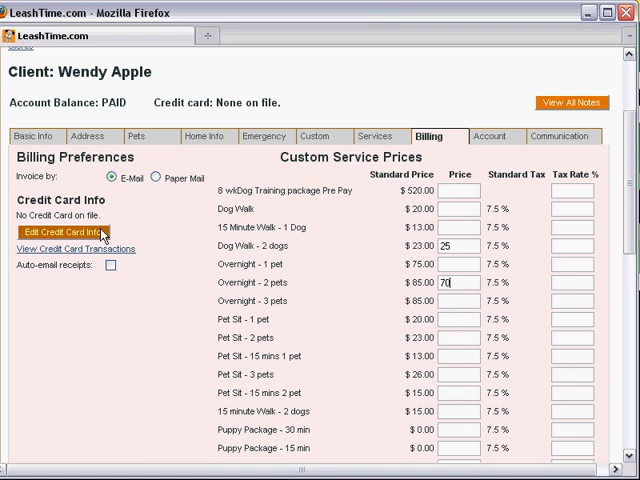 LeashTime.com - Mozilla Firefox
LeashTime.com
Client: Wendy Apple
Account Balance: PAID Credit card: None on file. View All Notes
Basic Info Address Pets Home Info Emergency Custom Services Billing Account Communication
Billing Preferences
Invoice by: E-Mail Paper Mail
Credit Card Info
No Credit Card on file.
Edit Credit Card Info
View Credit Card Transactions
Auto-email receipts:
Custom Service Prices
Standard Price Price Standard Tax Tax Rate %
8 wkDog Training package Pre Pay $ 520.00
Dog Walk $ 20.00 7.5 %
15 Minute Walk - 1 Dog $ 13.00 7.5 %
Dog Walk - 2 dogs $ 23.00 25 7.5 %
Overnight - 1 pet $ 75.00 7.5 %
Overnight - 2 pets $ 85.00 70 7.5 %
Overnight - 3 pets $ 85.00 7.5 %
Pet Sit - 1 pet $ 20.00 7.5 %
Pet Sit - 2 pets $ 23.00 7.5 %
Pet Sit - 15 mins 1 pet $ 13.00 7.5 %
Pet Sit - 3 pets $ 26.00 7.5 %
Pet Sit - 15 mins 2 pet $ 15.00 7.5 %
15 minute Walk - 2 dogs $ 15.00 7.5 %
Puppy Package - 30 min $ 0.00 7.5 %
Puppy Package - 15 min $ 0.00 7.5 %